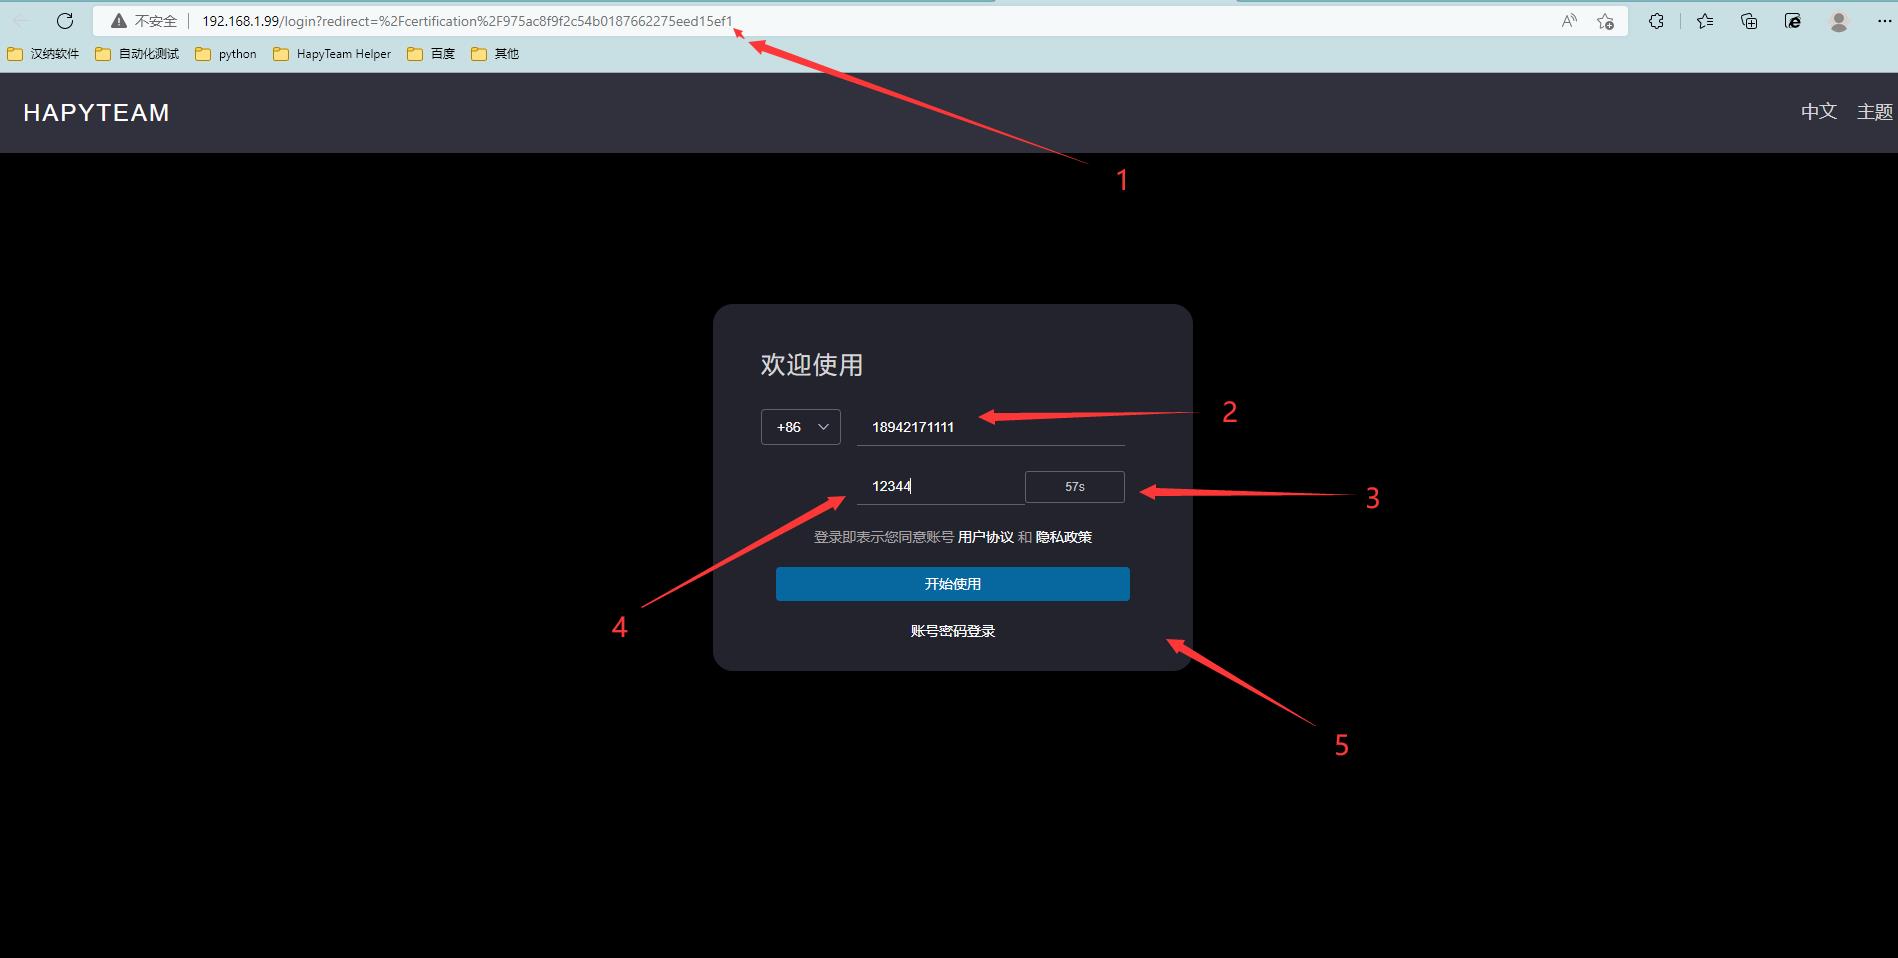 不安全 192.168.1.99/login?redirect=%2Fcertification%2F975ac8f9f2c54b0187662275eed15ef1
汉纳软件 自动化测试 python HapyTeam Helper 百度 其他
HAPYTEAM 中文 主题
1
欢迎使用
2
+86 18942171111
12344 57s
3
登录即表示您同意账号 用户协议 和 隐私政策
开始使用
4
账号密码登录
5